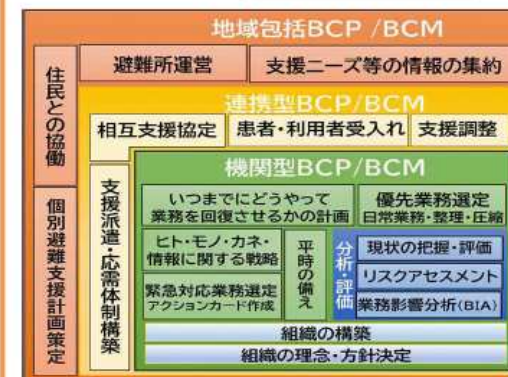 地域包括BCP /BCM
住民との協働
避難所運営
支援ニーズ等の情報の集約
連携型BCP/BCM
相互支援協定
患者・利用者受入れ
支援調整
個別避難支援計画策定
支援派遣・応需体制構築
機関型BCP/BCM
いつまでにどうやって
業務を回復させるかの計画
優先業務選定
日常業務・整理・圧縮
ヒト・モノ・カネ・
情報に関する戦略
緊急対応業務選定
アクションカード作成
平時の備え
分析・評価
現状の把握・評価
リスクアセスメント
業務影響分析(BIA)
組織の構築
組織の理念・方針決定